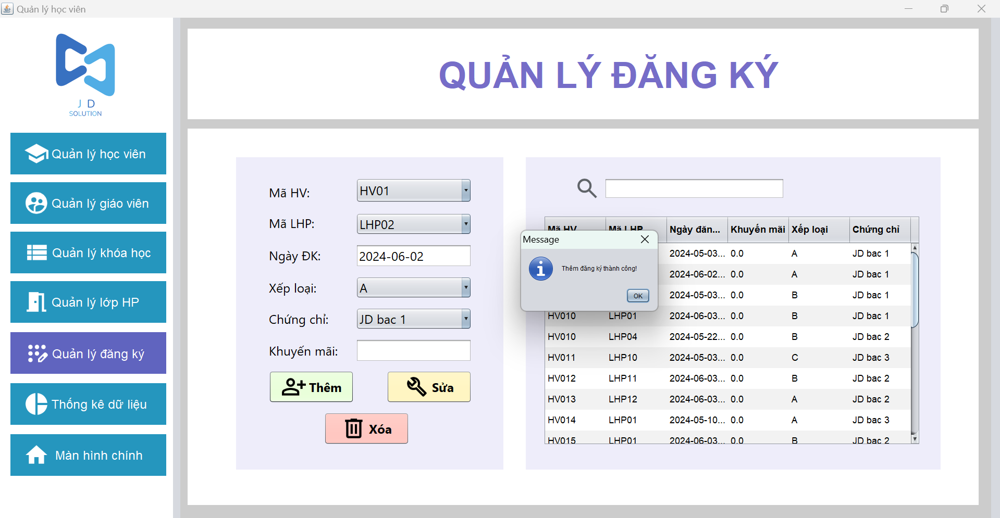 Quản lý học viên
J D
SOLUTION
Quản lý học viên
Quản lý giáo viên
Quản lý khóa học
Quản lý lớp HP
Quản lý đăng ký
Thống kê dữ liệu
Màn hình chính
QUẢN LÝ ĐĂNG KÝ
Mã HV: HV01
Mã LHP: LHP02
Ngày ĐK: 2024-06-02
Xếp loại: A
Chứng chỉ: JD bac 1
Khuyến mãi:
Thêm Sửa
Xóa
Mã HV Mã LHP Ngày đăn... Khuyến mãi Xếp loại Chứng chỉ
2024-05-03... 0.0 A JD bac 1
2024-06-02... 0.0 A JD bac 1
2024-05-03... 0.0 B JD bac 1
HV010 LHP01 2024-06-03... 0.0 B JD bac 1
HV010 LHP04 2024-05-22... 0.0 B JD bac 2
HV011 LHP10 2024-05-03... 0.0 C JD bac 3
HV012 LHP11 2024-06-03... 0.0 B JD bac 2
HV013 LHP12 2024-06-03... 0.0 A JD bac 2
HV014 LHP01 2024-05-10... 0.0 A JD bac 3
HV015 LHP01 2024-06-03... 0.0 B JD bac 2
Message
Thêm đăng ký thành công!
OK